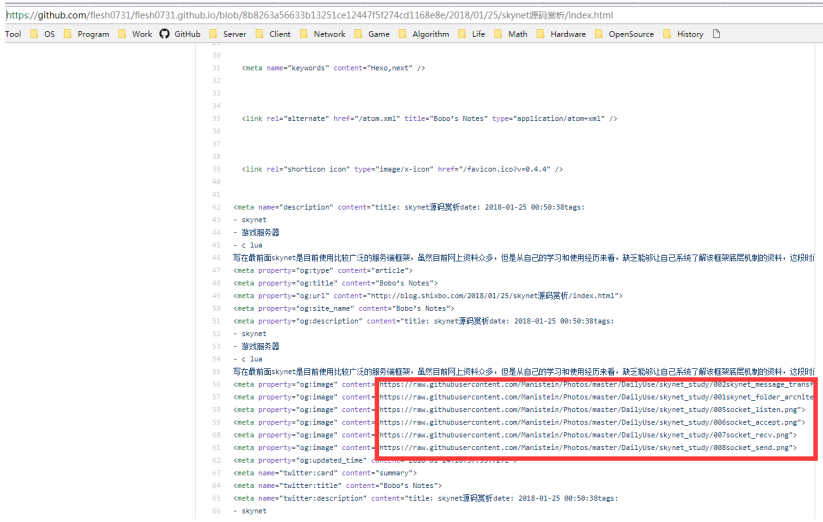 https://github.com/flesh0731/flesh0731.github.io/blob/8b8263a56633b13251ce12447f5f274cd1168e8e/2018/01/25/skynet源码赏析/index.html
Tool OS Program Work GitHub Server Client Network Game Algorithm Life Math Hardware OpenSource History
30
31 <meta name="keywords" content="Hexo,next" />
32
33
34
35 <link rel="alternate" href="/atom.xml" title="Bobo's Notes" type="application/atom+xml" />
36
37
38
39 <link rel="shorticon icon" type="image/x-icon" href="/favicon.ico?v=0.4.4" />
40
41
42 <meta name="description" content="title: skynet源码赏析date: 2018-01-25 00:50:38tags:
43 - skynet
44 - 游戏服务器
45 - c lua
46 写在最前面skynet是目前使用比较广泛的服务端框架，虽然目前网上资料众多，但是从自己的学习和使用经历来看，缺乏能够让自己系统了解该框架底层机制的资料，这段时间
47 <meta property="og:type" content="article">
48 <meta property="og:title" content="Bobo's Notes">
49 <meta property="og:url" content="http://blog.shixbo.com/2018/01/25/skynet源码赏析/index.html">
50 <meta property="og:site_name" content="Bobo's Notes">
51 <meta property="og:description" content="title: skynet源码赏析date: 2018-01-25 00:50:38tags:
52 - skynet
53 - 游戏服务器
54 - c lua
55 写在最前面skynet是目前使用比较广泛的服务端框架，虽然目前网上资料众多，但是从自己的学习和使用经历来看，缺乏能够让自己系统了解该框架底层机制的资料，这段时间
56 <meta property="og:image" content="https://raw.githubusercontent.com/Manistein/Photos/master/DailyUse/skynet_study/002skynet_message_transf
57 <meta property="og:image" content="https://raw.githubusercontent.com/Manistein/Photos/master/DailyUse/skynet_study/001skynet_folder_archite
58 <meta property="og:image" content="https://raw.githubusercontent.com/Manistein/Photos/master/DailyUse/skynet_study/005socket_listen.png">
59 <meta property="og:image" content="https://raw.githubusercontent.com/Manistein/Photos/master/DailyUse/skynet_study/006socket_accept.png">
60 <meta property="og:image" content="https://raw.githubusercontent.com/Manistein/Photos/master/DailyUse/skynet_study/007socket_recv.png">
61 <meta property="og:image" content="https://raw.githubusercontent.com/Manistein/Photos/master/DailyUse/skynet_study/008socket_send.png">
62 <meta property="og:updated_time"
63 <meta name="twitter:card" content="summary">
64 <meta name="twitter:title" content="Bobo's Notes">
65 <meta name="twitter:description" content="title: skynet源码赏析date: 2018-01-25 00:50:38tags:
66 - skynet